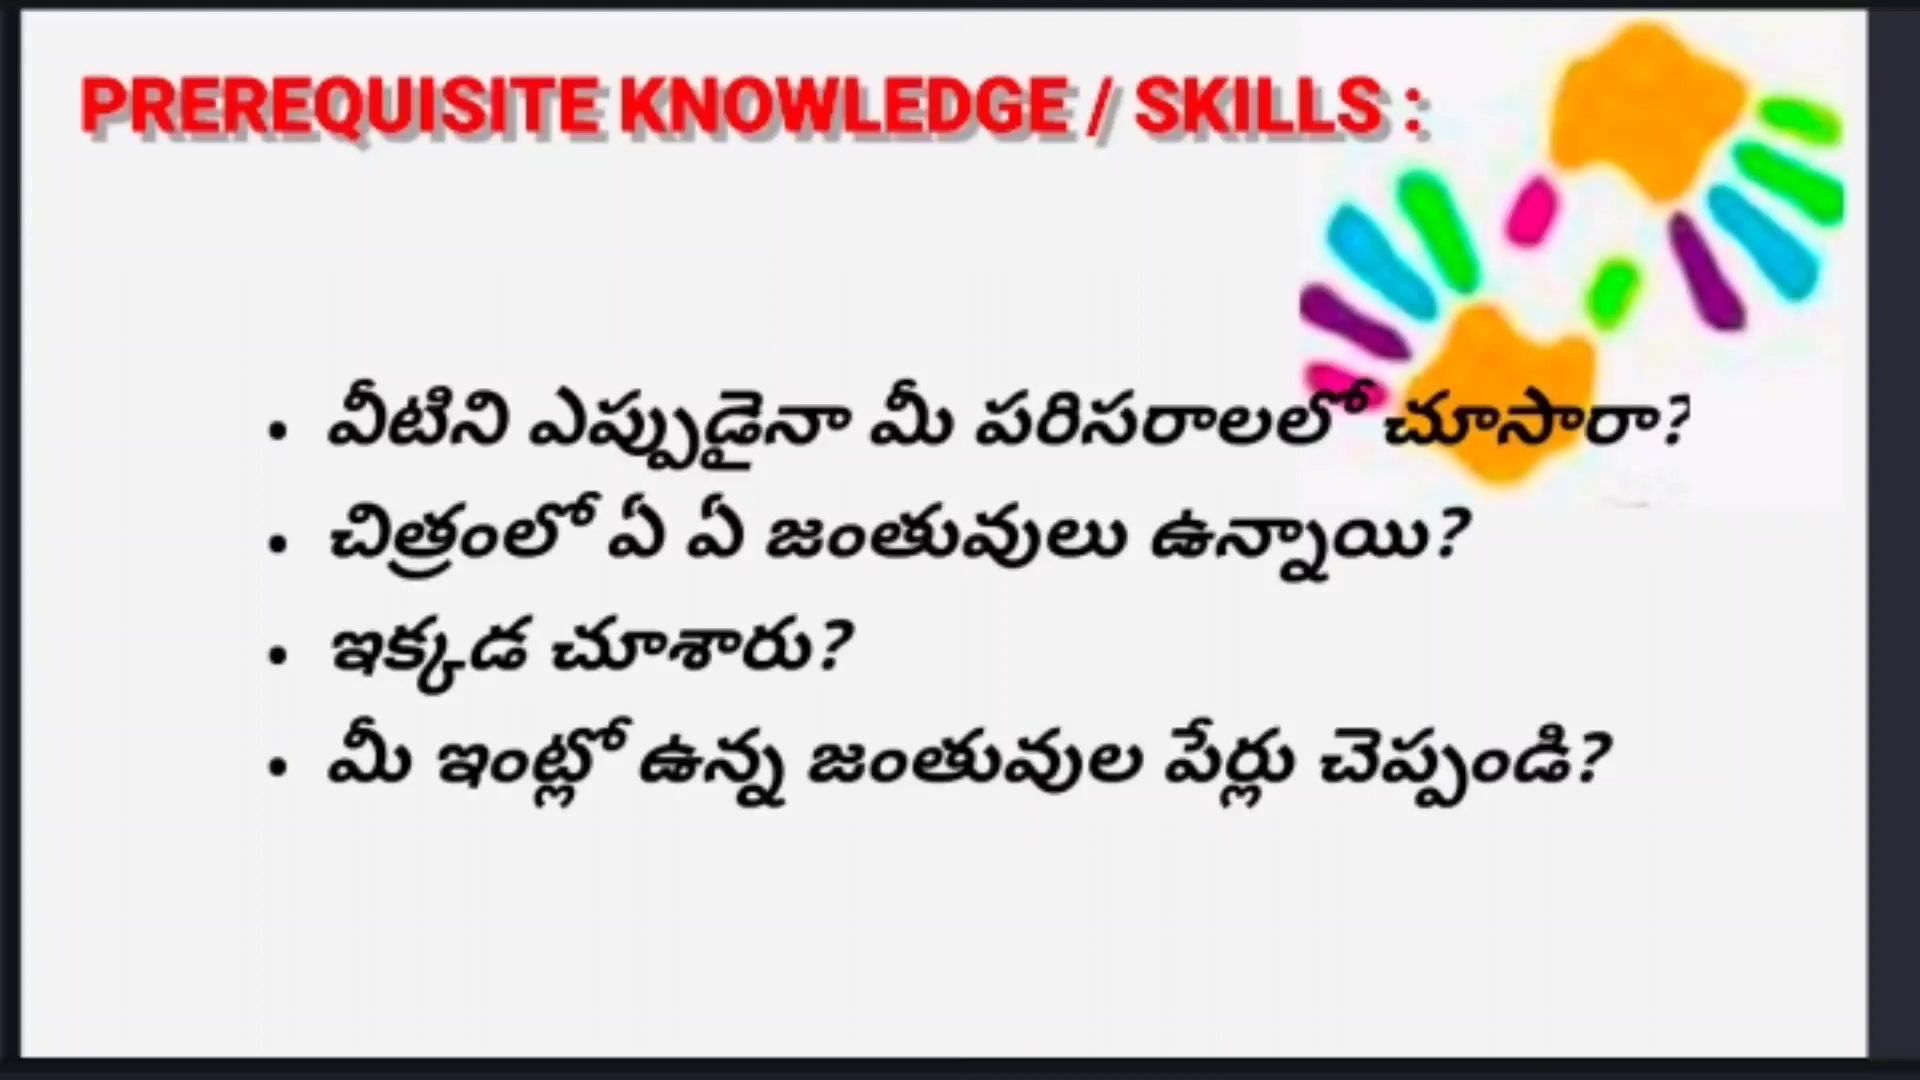 PREREQUISITE KNOWLEDGE / SKILLS :
• వీటిని ఎప్పుడైనా మీ పరిసరాలలో చూసారా?
• చిత్రంలో ఏ ఏ జంతువులు ఉన్నాయి?
• ఇక్కడ చూశారు?
• మీ ఇంట్లో ఉన్న జంతువుల పేర్లు చెప్పండి?